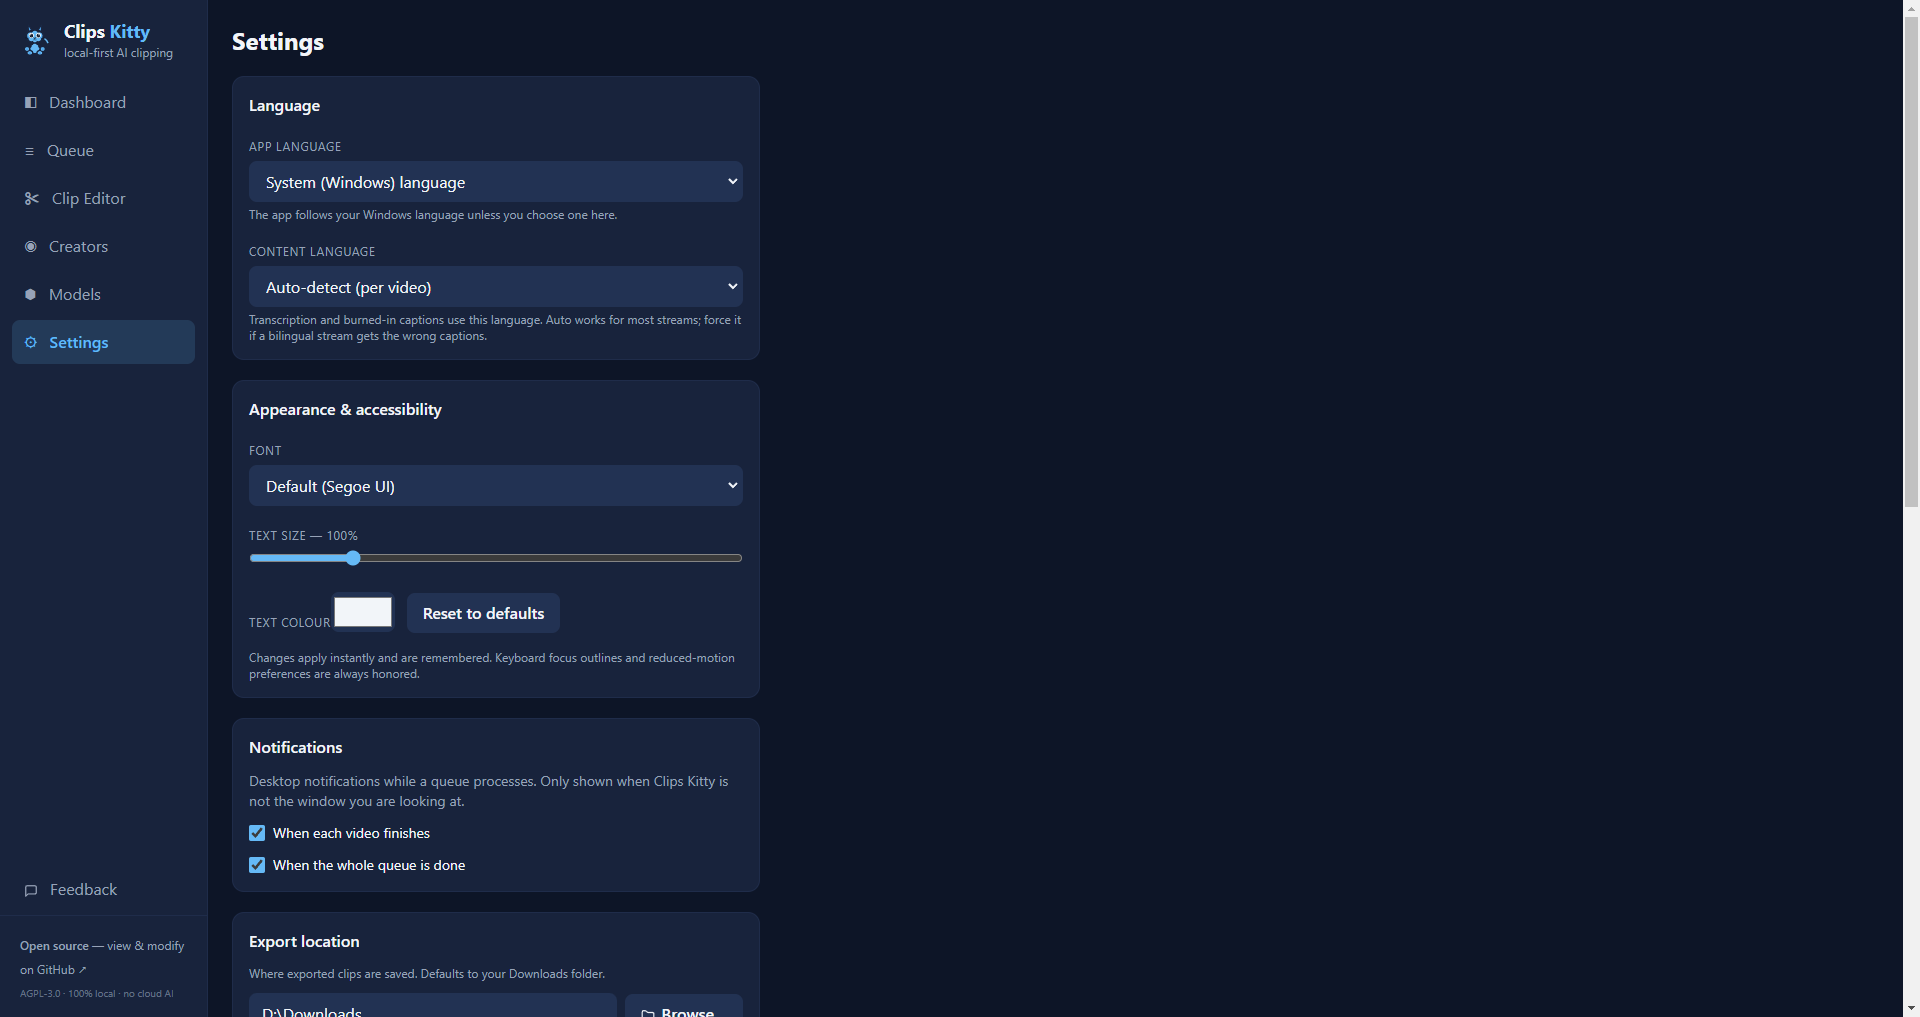 Clips Kitty
local-first AI clipping
Dashboard
Queue
Clip Editor
Creators
Models
Settings
Feedback
Open source — view & modify
on GitHub ↗
AGPL-3.0 · 100% local · no cloud AI
Settings
Language
APP LANGUAGE
System (Windows) language
The app follows your Windows language unless you choose one here.
CONTENT LANGUAGE
Auto-detect (per video)
Transcription and burned-in captions use this language. Auto works for most streams; force it
if a bilingual stream gets the wrong captions.
Appearance & accessibility
FONT
Default (Segoe UI)
TEXT SIZE — 100%
TEXT COLOUR
Reset to defaults
Changes apply instantly and are remembered. Keyboard focus outlines and reduced-motion
preferences are always honored.
Notifications
Desktop notifications while a queue processes. Only shown when Clips Kitty is
not the window you are looking at.
When each video finishes
When the whole queue is done
Export location
Where exported clips are saved. Defaults to your Downloads folder.
D:\Downloads
Browse